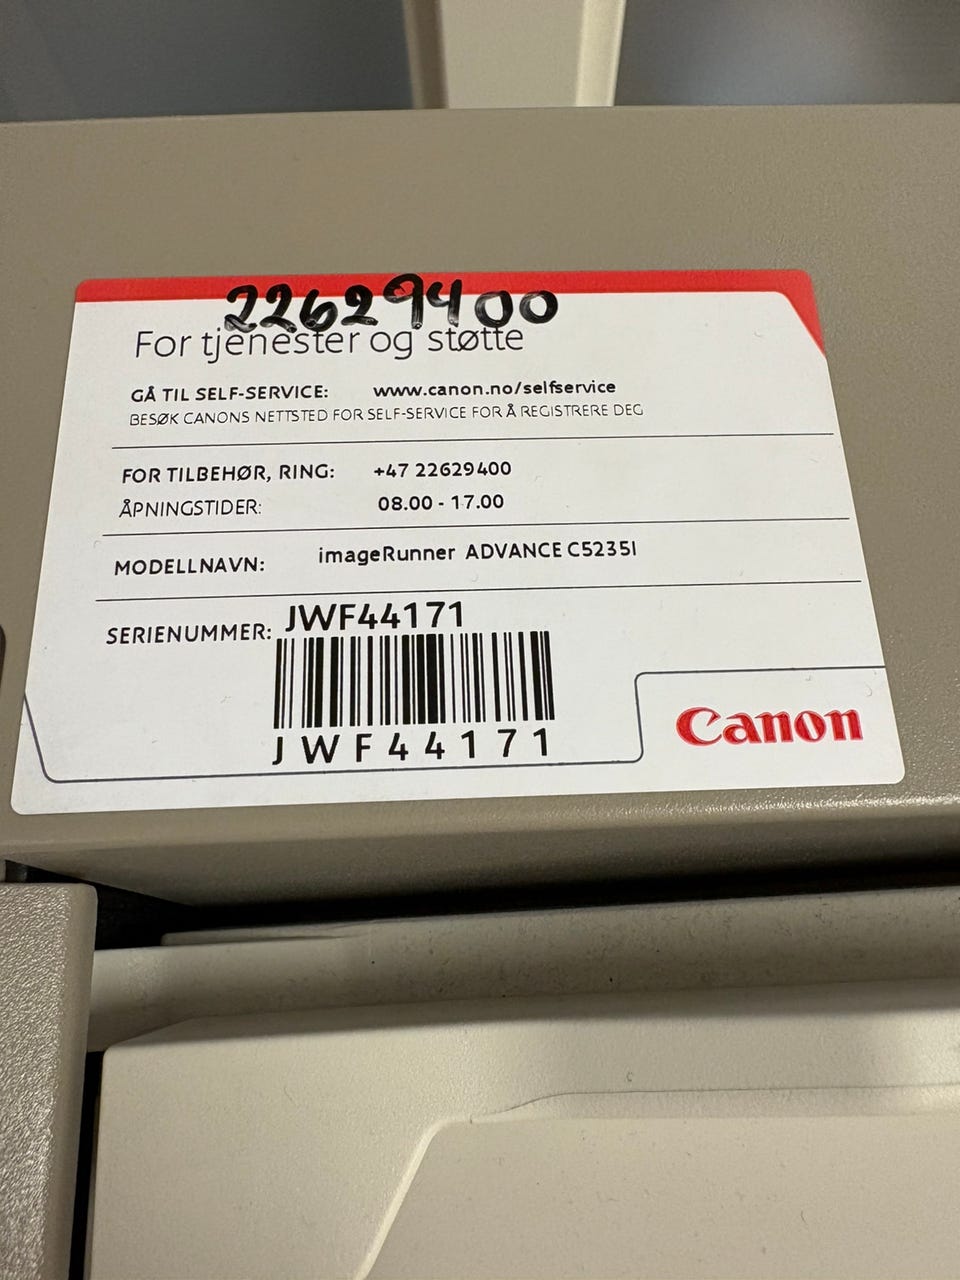 22629400
For tjenester og støtte
GÅ TIL SELF-SERVICE: www.canon.no/selfservice
BESØK CANONS NETTSTED FOR SELF-SERVICE FOR Å REGISTRERE DEG
FOR TILBEHØR, RING: +47 22629400
ÅPNINGSTIDER: 08.00 - 17.00
MODELLNAVN: imageRunner ADVANCE C5235I
SERIENUMMER: JWF44171
JWF44171
Canon